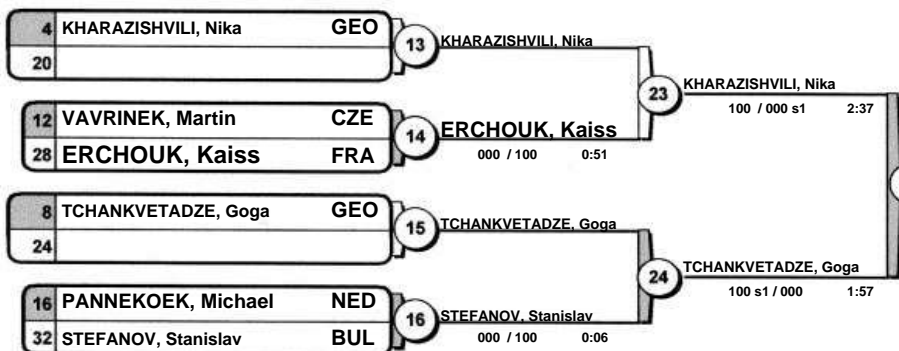 4 KHARAZISHVILI, Nika GEO
20
13
KHARAZISHVILI, Nika
12 VAVRINEK, Martin CZE
28 ERCHOUK, Kaiss FRA
14
ERCHOUK, Kaiss
000 / 100 0:51
23
KHARAZISHVILI, Nika
100 / 000 s1 2:37
8 TCHANKVETADZE, Goga GEO
24
15
TCHANKVETADZE, Goga
16 PANNEKOEK, Michael NED
32 STEFANOV, Stanislav BUL
16
STEFANOV, Stanislav
000 / 100 0:06
24
TCHANKVETADZE, Goga
100 s1 / 000 1:57